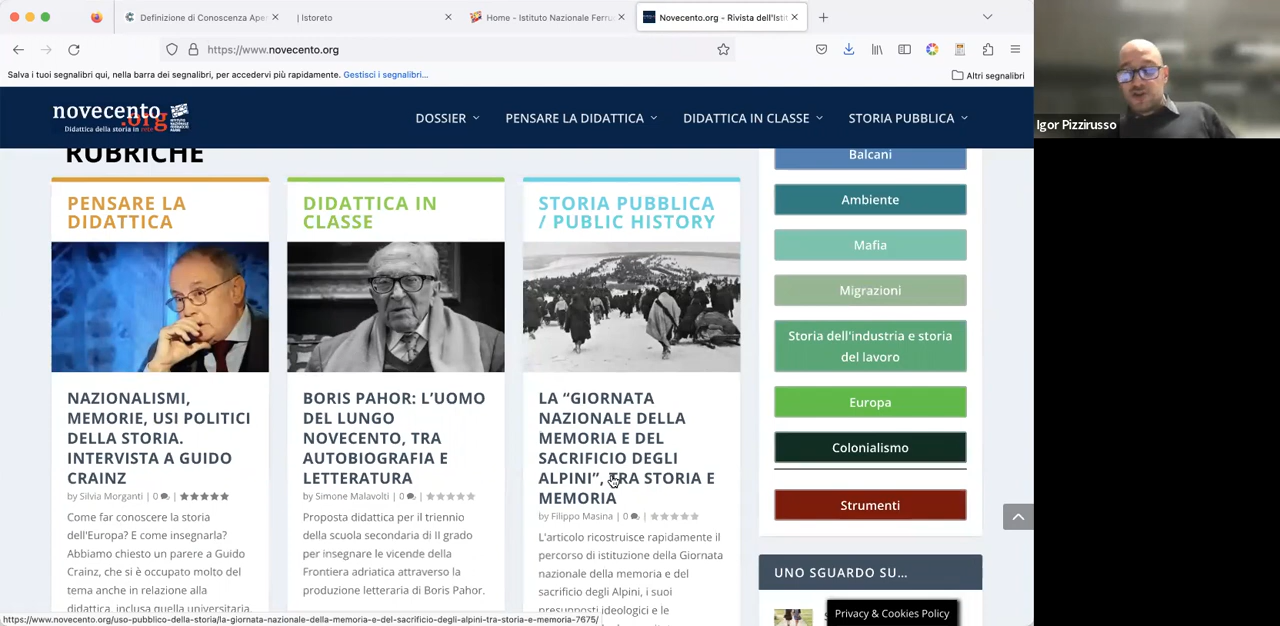 Definizione di Conoscenza Ape
| Istoreto
Home - Istituto Nazionale Ferru
Novecento.org - Rivista dell'Isti
https://www.novecento.org
Salva i tuoi segnalibri qui, nella barra dei segnalibri, per accedervi più rapidamente. Gestisci i segnalibri...
Altri segnalibri
novecento
.org
Didattica della storia in rete
DOSSIER
PENSARE LA DIDATTICA
DIDATTICA IN CLASSE
STORIA PUBBLICA
Igor Pizzirusso
RUBRICHE
PENSARE LA
DIDATTICA
NAZIONALISMI,
MEMORIE, USI POLITICI
DELLA STORIA.
INTERVISTA A GUIDO
CRAINZ
by Silvia Morganti | 0
Come far conoscere la storia
dell'Europa? E come insegnarla?
Abbiamo chiesto un parere a Guido
Crainz, che si è occupato molto del
tema anche in relazione alla
didattica, inclusa quella universitaria.
DIDATTICA IN
CLASSE
BORIS PAHOR: L'UOMO
DEL LUNGO
NOVECENTO, TRA
AUTOBIOGRAFIA E
LETTERATURA
by Simone Malavolti | 0
Proposta didattica per il triennio
della scuola secondaria di II grado
per insegnare le vicende della
Frontiera adriatica attraverso la
produzione letteraria di Boris Pahor.
STORIA PUBBLICA
/ PUBLIC HISTORY
LA “GIORNATA
NAZIONALE DELLA
MEMORIA E DEL
SACRIFICIO DEGLI
ALPINI”, TRA STORIA E
MEMORIA
by Filippo Masina | 0
L'articolo ricostruisce rapidamente il
percorso di istituzione della Giornata
nazionale della memoria e del
sacrificio degli Alpini, i suoi
presupposti ideologici e le
Balcani
Ambiente
Mafia
Migrazioni
Storia dell'industria e storia
del lavoro
Europa
Colonialismo
Strumenti
UNO SGUARDO SU...
Privacy & Cookies Policy
https://www.novecento.org/uso-pubblico-della-storia/la-giornata-nazionale-della-memoria-e-del-sacrificio-degli-alpini-tra-storia-e-memoria-7675/